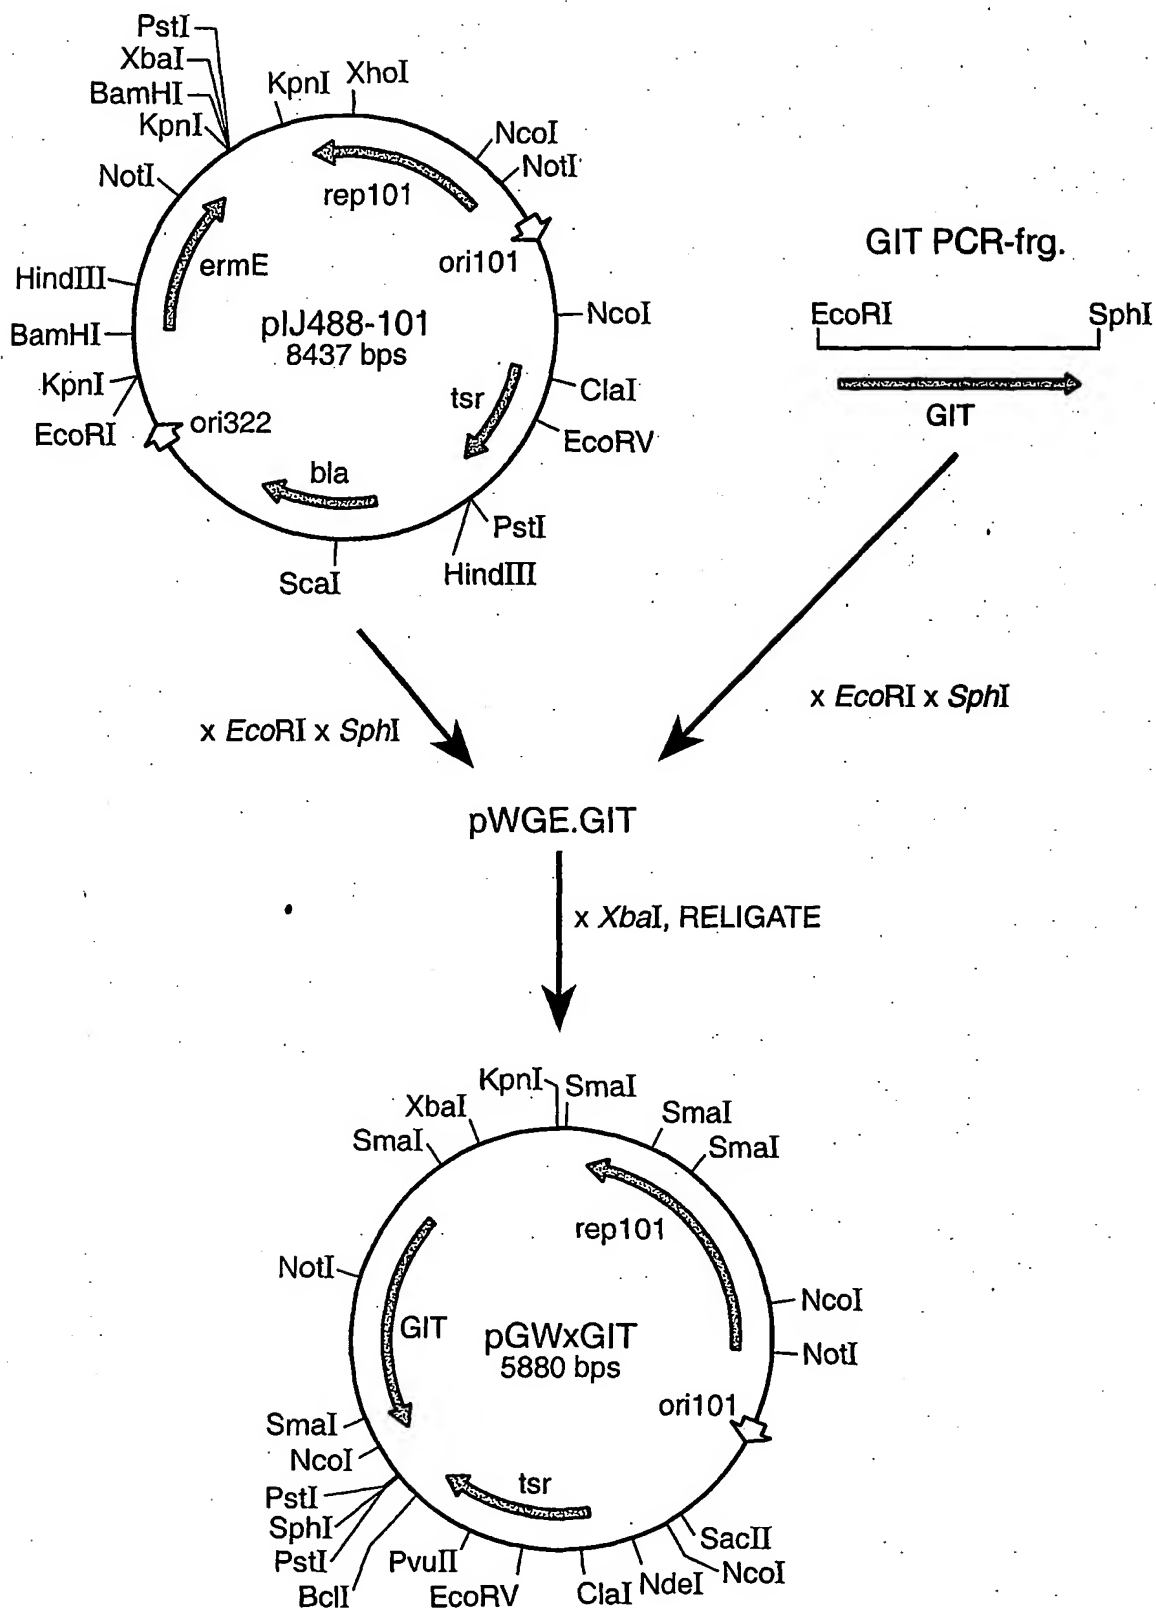 PstI
XbaI
BamHI
KpnI
KpnI
XhoI
NcoI
NotI
NotI
rep101
ori101
HindIII
ermE
BamHI
pIJ488-101
8437 bps
NcoI
KpnI
tsr
ClaI
EcoRI
ori322
EcoRV
bla
PstI
HindIII
ScaI
GIT PCR-frg.
EcoRI
SphI
GIT
x EcoRI x SphI
x EcoRI x SphI
pWGE.GIT
x XbaI, RELIGATE
KpnI
SmaI
XbaI
SmaI
SmaI
SmaI
rep101
NotI
NcoI
GIT
pGWxGIT
5880 bps
NotI
ori101
SmaI
NcoI
PstI
SphI
PstI
BclI
tsr
PvuII
EcoRV
ClaI
NdeI
NcoI
SacII